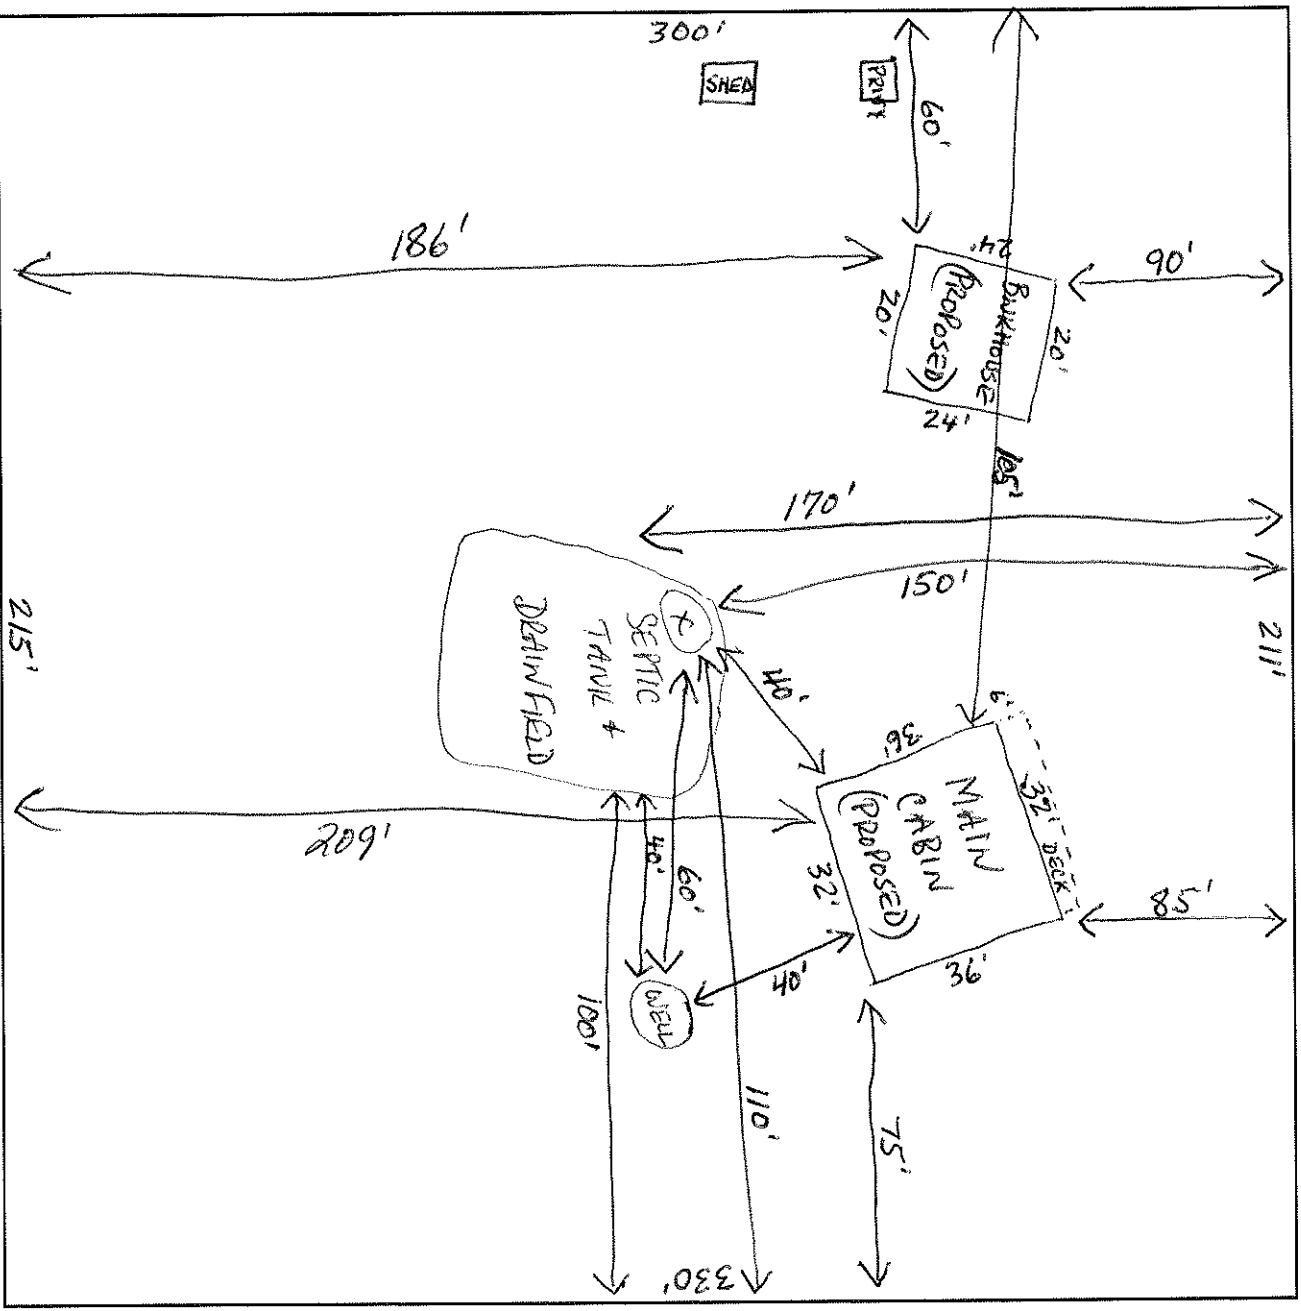 300'
SHED
PRIVY
60'
186'
24'
BUNKHOUSE
(PROPOSED)
20'
20'
24'
90'
105'
170'
150'
211'
215'
SEPTIC
TANK &
DRAINFIELD
X
40'
6'
36'
MAIN
CABIN
(PROPOSED)
32' DECK
32'
36'
85'
209'
40'
60'
WELL
40'
100'
110'
75'
330'